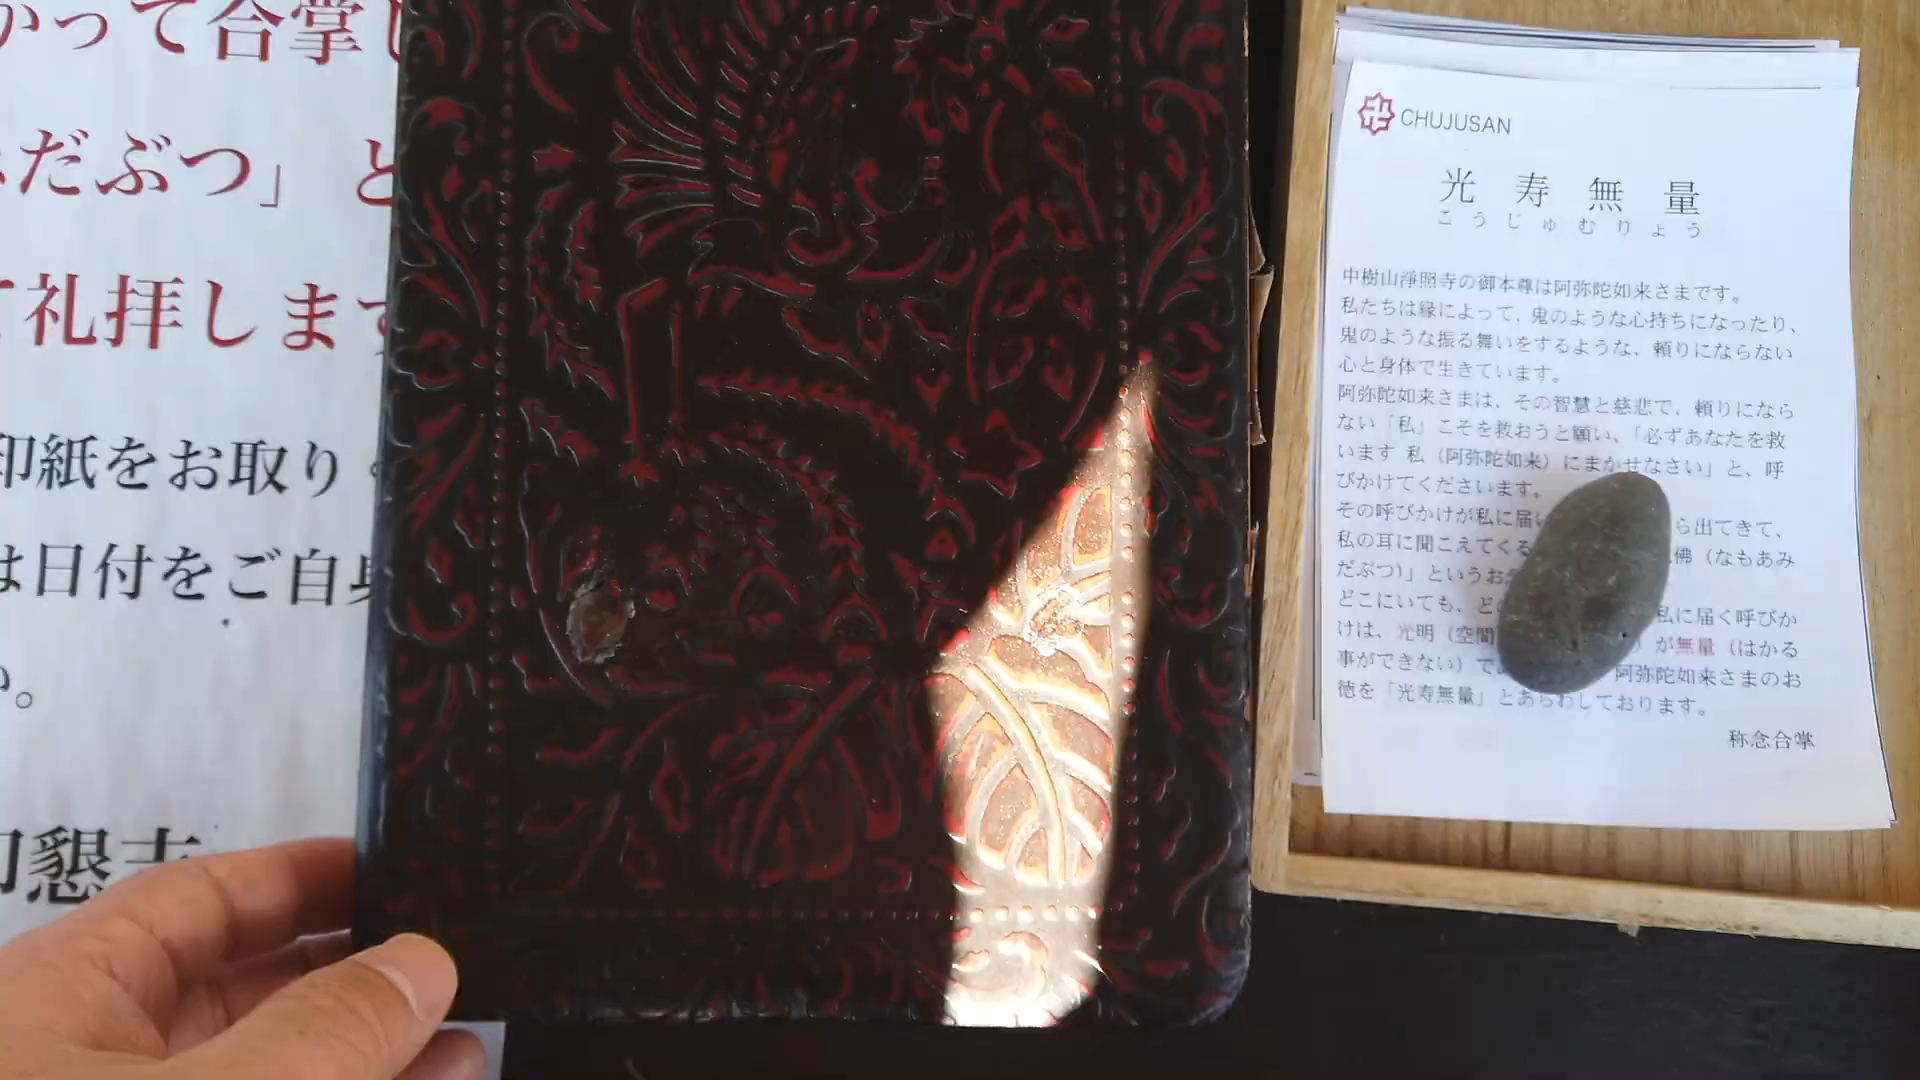 かって合掌し
だぶつ」と
て礼拝します
印紙をお取り
は日付をご自身
い。
切懇志
CHUJUSAN
光寿無量
こうじゅむりょう
中樹山淨照寺の御本尊は阿弥陀如来さまです。
私たちは縁によって、鬼のような心持ちになったり、
鬼のような振る舞いをするような、頼りにならない
心と身体で生きています。
阿弥陀如来さまは、その智慧と慈悲で、頼りになら
ない「私」こそを救おうと願い、「必ずあなたを救
います 私（阿弥陀如来）にまかせなさい」と、呼
びかけてくださいます。
その呼びかけが私に届い ら出てきて、
私の耳に聞こえてくる 佛（なもあみ
だぶつ）」というお
どこにいても、ど 私に届く呼びか
けは、光明（空間 ）が無量（はかる
事ができない）で 阿弥陀如来さまのお
徳を「光寿無量」とあらわしております。
称念合掌